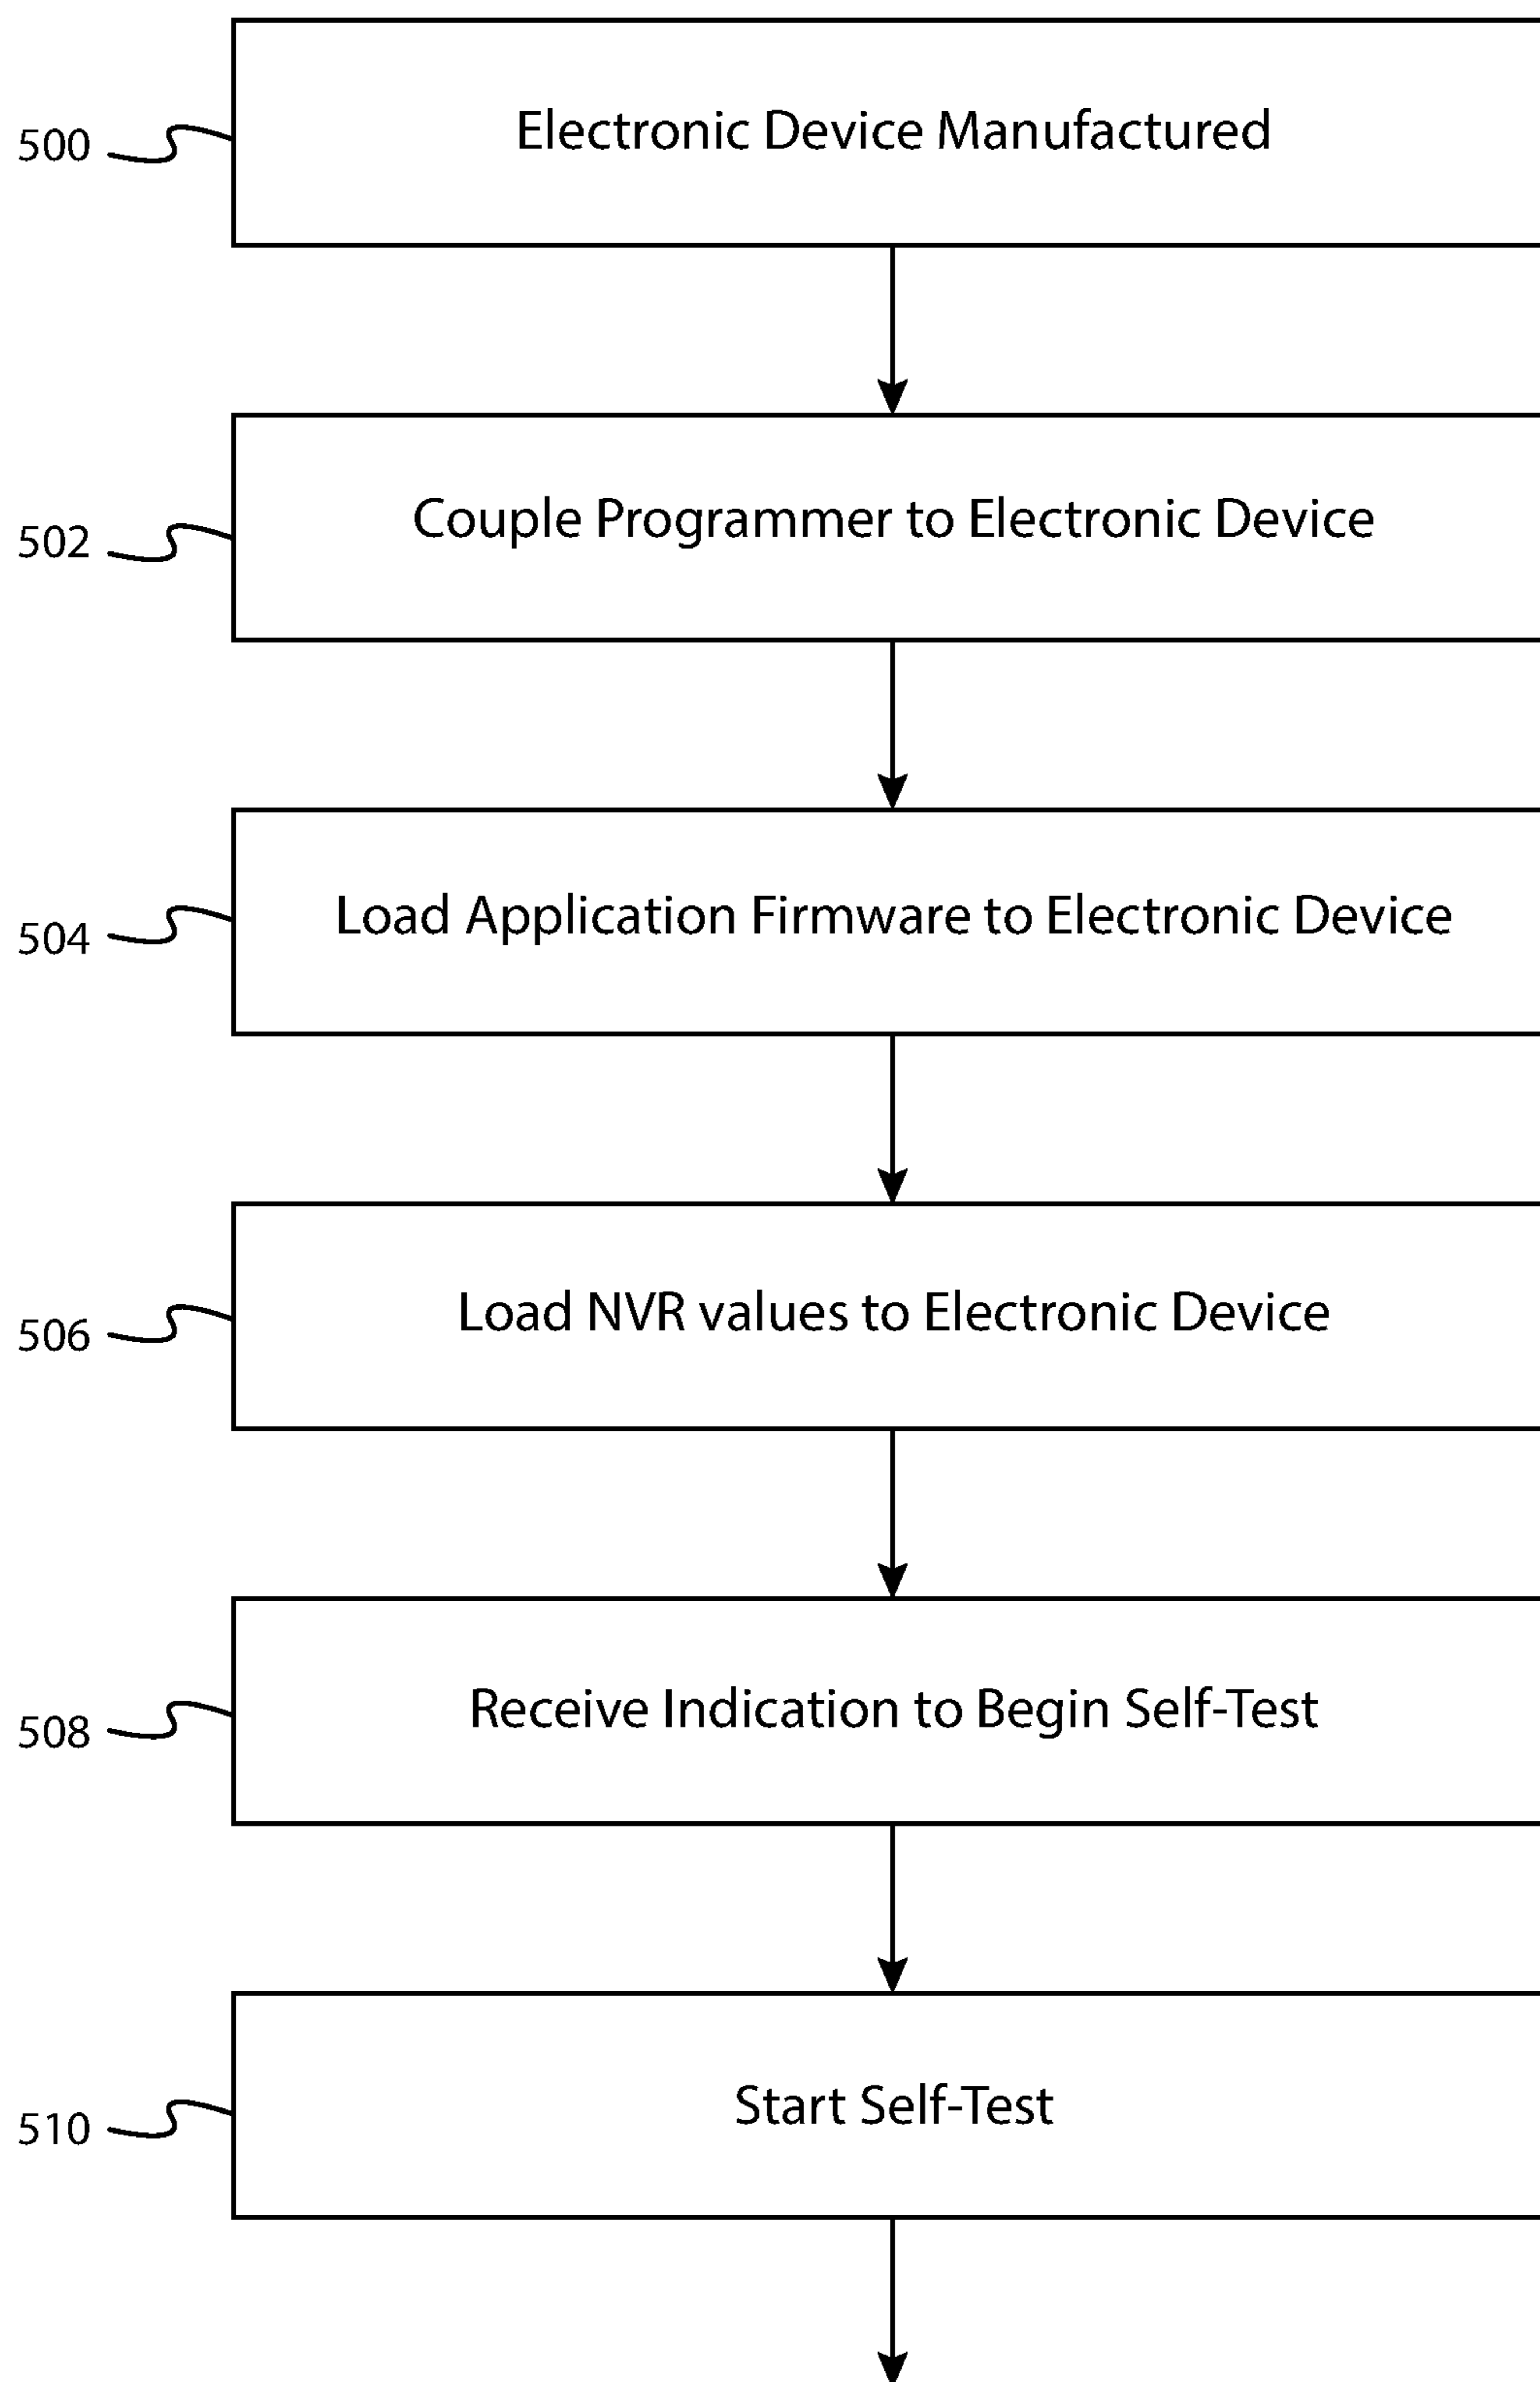 500 Electronic Device Manufactured
502 Couple Programmer to Electronic Device
504 Load Application Firmware to Electronic Device
506 Load NVR values to Electronic Device
508 Receive Indication to Begin Self-Test
510 Start Self-Test